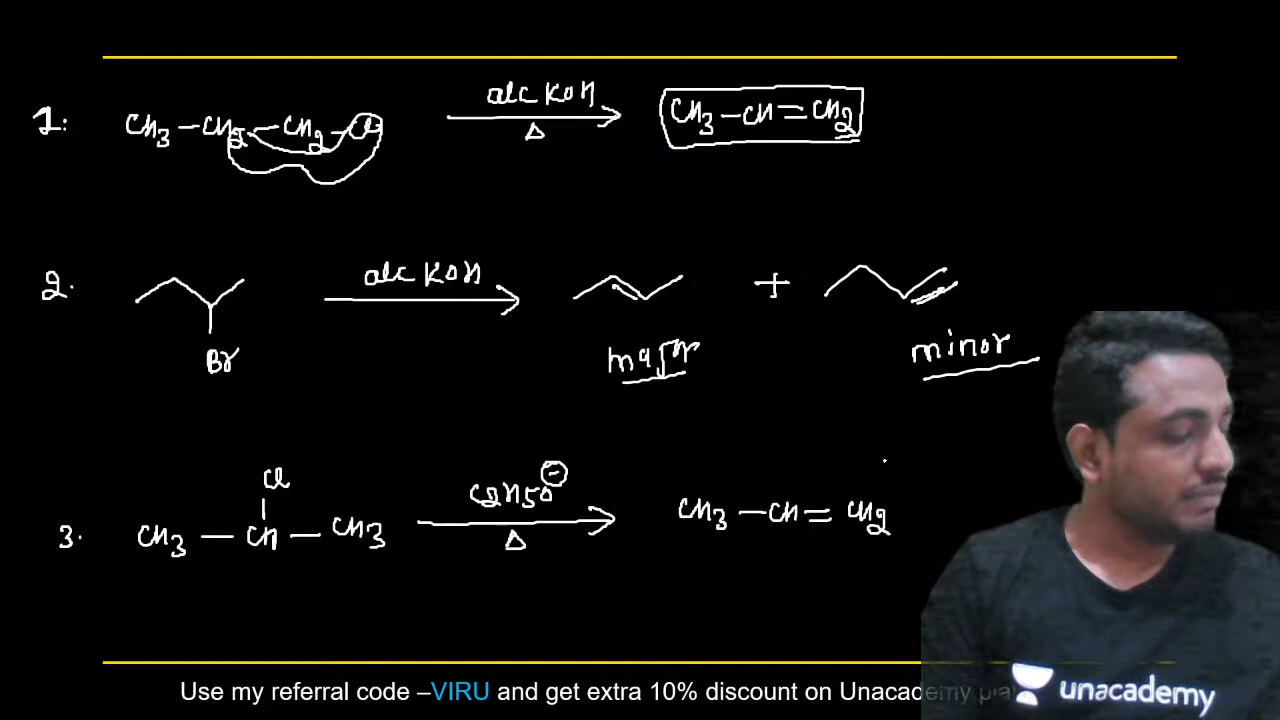 1: CH3 – CH2 – CH2 – Cl alc KOH Δ CH3 – CH = CH2
2. Br alc KOH major + minor
3. CH3 – CH – CH3 Cl C2H5O⊖ Δ CH3 – CH = CH2
Use my referral code –VIRU and get extra 10% discount on Unacademy
unacademy